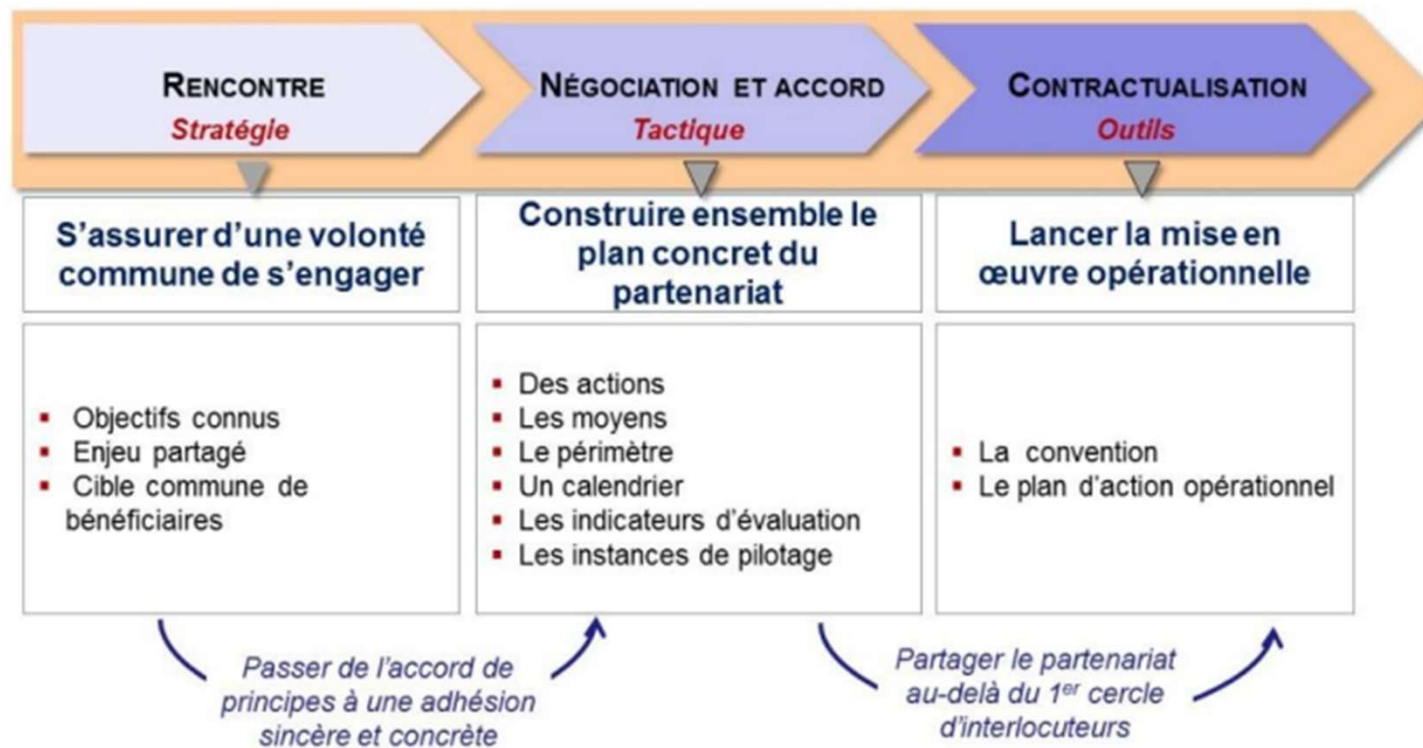 RENCONTRE
Stratégie
NÉGOCIATION ET ACCORD
Tactique
CONTRACTUALISATION
Outils
S'assurer d'une volonté
commune de s'engager
Construire ensemble le
plan concret du
partenariat
Lancer la mise en
œuvre opérationnelle
▪ Objectifs connus
▪ Enjeu partagé
▪ Cible commune de
bénéficiaires
▪ Des actions
▪ Les moyens
▪ Le périmètre
▪ Un calendrier
▪ Les indicateurs d'évaluation
▪ Les instances de pilotage
▪ La convention
▪ Le plan d'action opérationnel
Passer de l'accord de
principes à une adhésion
sincère et concrète
Partager le partenariat
au-delà du 1er cercle
d'interlocuteurs